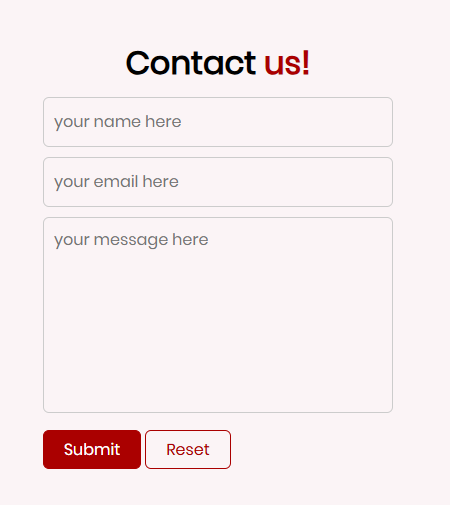 Contact us!
your name here
your email here
your message here
Submit Reset